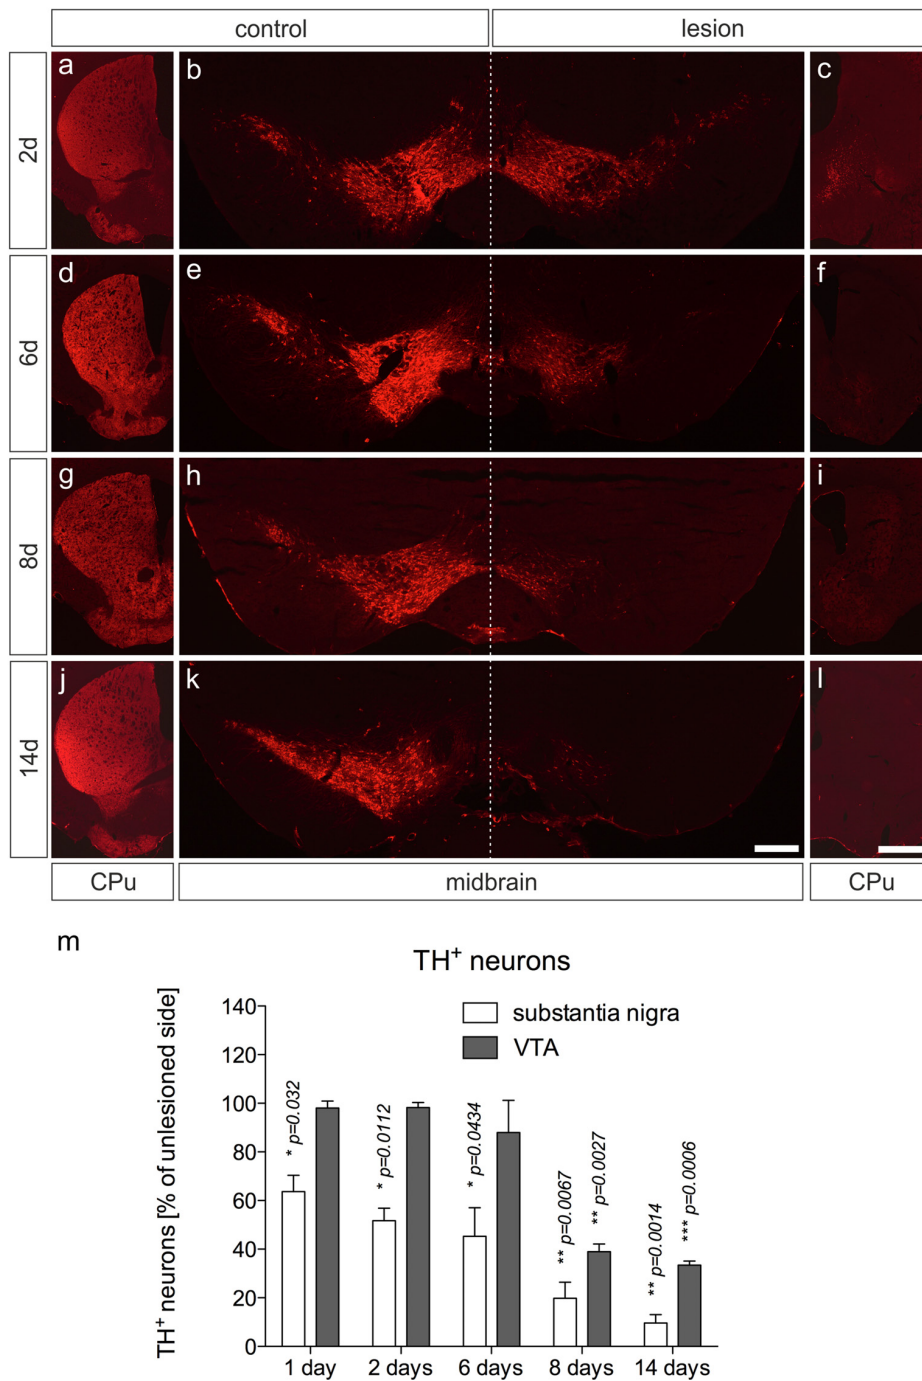 control lesion
2d
a b c
6d
d e f
8d
g h i
14d
j k l
CPu midbrain CPu
m
TH⁺ neurons
TH⁺ neurons [% of unlesioned side]
140
120
100
80
60
40
20
0
substantia nigra
VTA
* p=0.032
* p=0.0112
* p=0.0434
** p=0.0067
** p=0.0027
** p=0.0014
*** p=0.0006
1 day 2 days 6 days 8 days 14 days